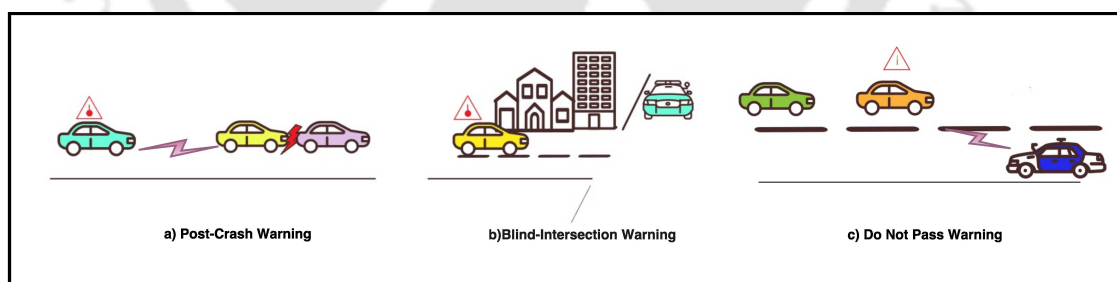 a) Post-Crash Warning
b)Blind-Intersection Warning
c) Do Not Pass Warning